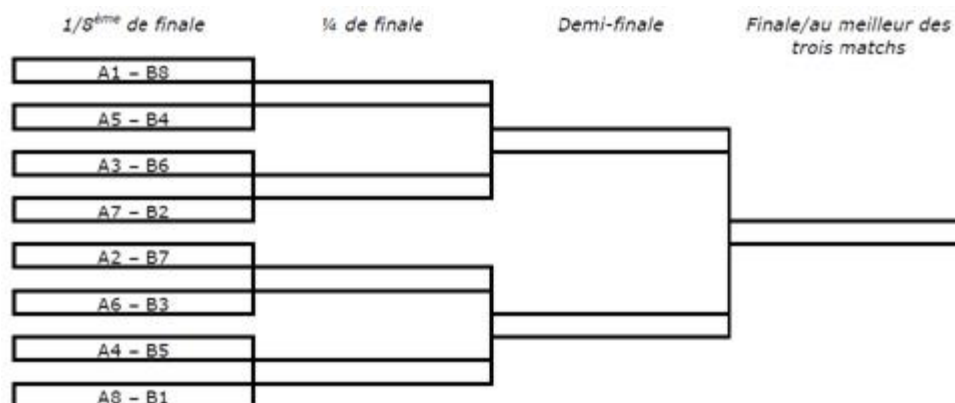 1/8ème de finale
¼ de finale
Demi-finale
Finale/au meilleur des
trois matchs
A1 – B8
A5 – B4
A3 – B6
A7 – B2
A2 – B7
A6 – B3
A4 – B5
A8 – B1